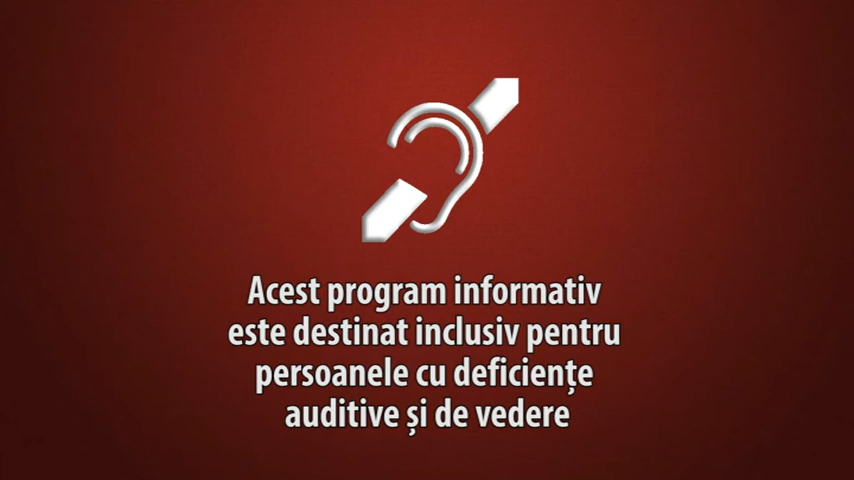 Acest program informativ
este destinat inclusiv pentru
persoanele cu deficiențe
auditive și de vedere